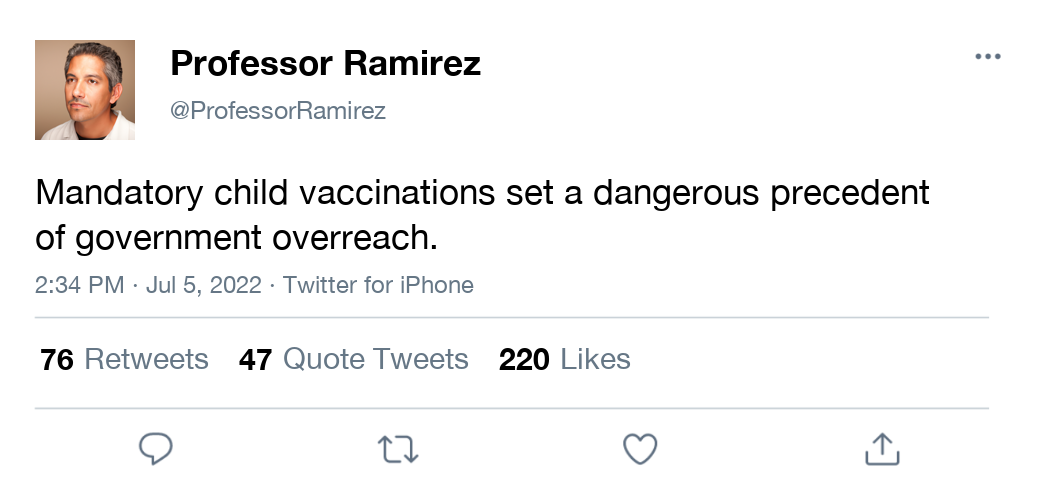 Professor Ramirez
@ProfessorRamirez
Mandatory child vaccinations set a dangerous precedent
of government overreach.
2:34 PM · Jul 5, 2022 · Twitter for iPhone
76 Retweets 47 Quote Tweets 220 Likes